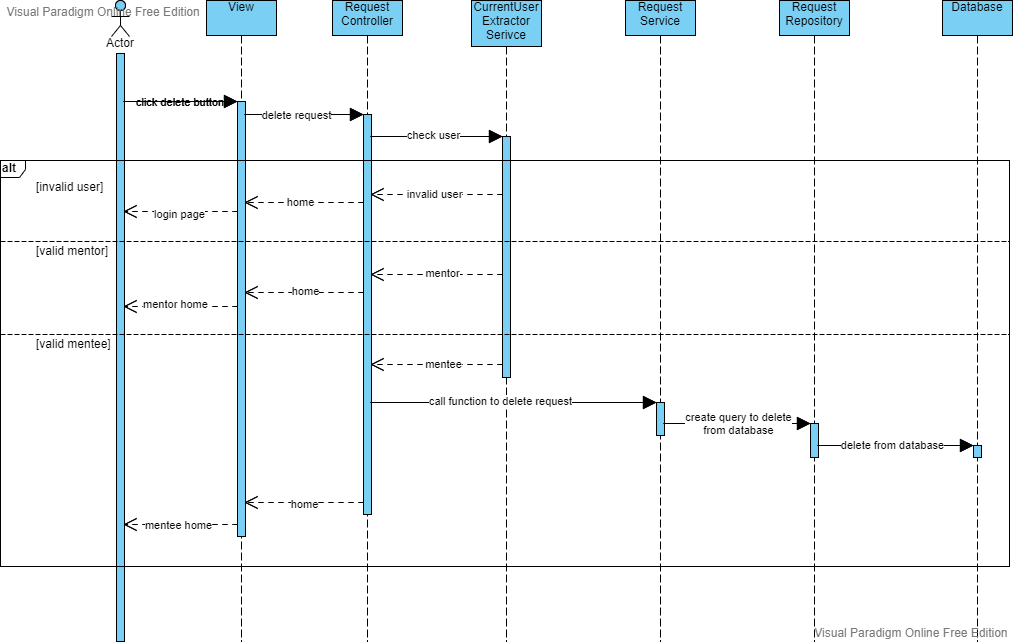 Visual Paradigm Online Free Edition
Actor
View
Request
Controller
CurrentUser
Extractor
Serivce
Request
Service
Request
Repository
Database
click delete button
delete request
check user
alt
[invalid user]
invalid user
home
login page
[valid mentor]
mentor
home
mentor home
[valid mentee]
mentee
call function to delete request
create query to delete
from database
delete from database
home
mentee home
Visual Paradigm Online Free Edition